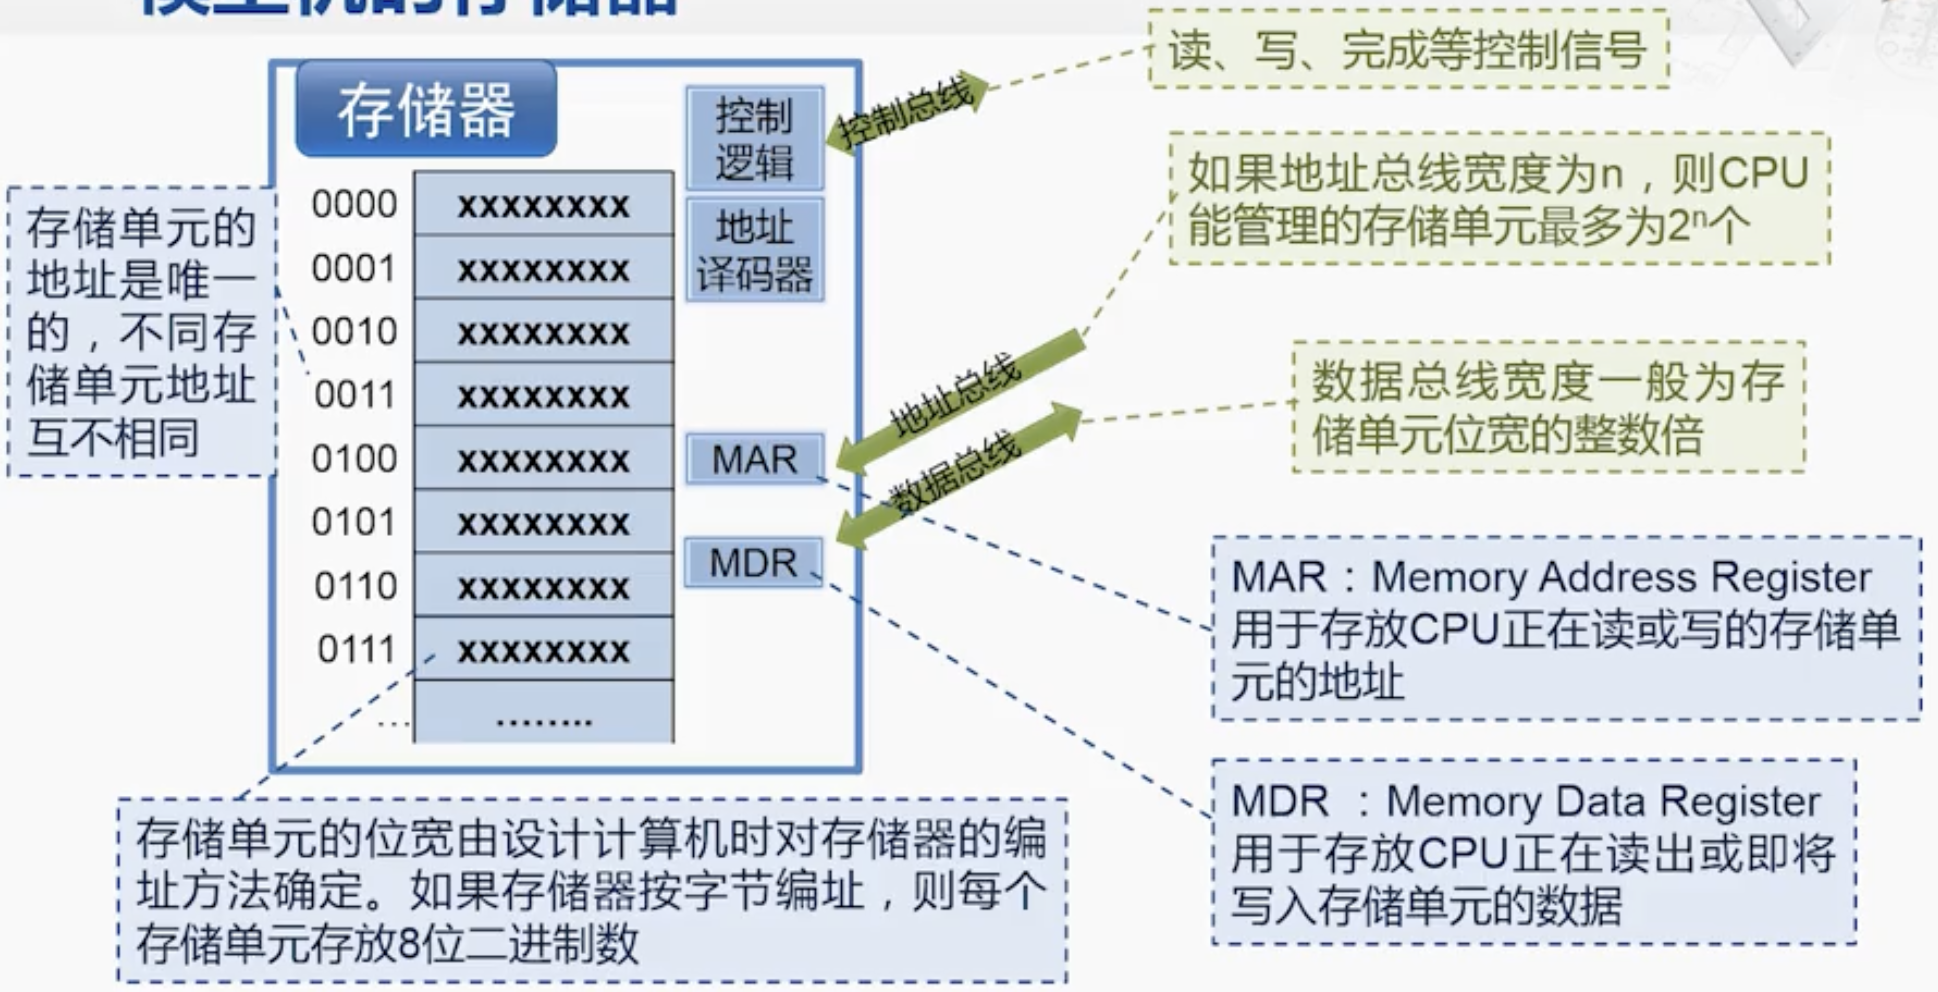 模型机的存储器
读、写、完成等控制信号
存储器
控制
逻辑
控制总线
如果地址总线宽度为n，则CPU
能管理的存储单元最多为2ⁿ个
地址
译码器
存储单元的
地址是唯一
的，不同存
储单元地址
互不相同
0000 xxxxxxxx
0001 xxxxxxxx
0010 xxxxxxxx
0011 xxxxxxxx
0100 xxxxxxxx
0101 xxxxxxxx
0110 xxxxxxxx
0111 xxxxxxxx
... ........
地址总线
数据总线宽度一般为存
储单元位宽的整数倍
MAR
数据总线
MDR
MAR：Memory Address Register
用于存放CPU正在读或写的存储单
元的地址
MDR ：Memory Data Register
用于存放CPU正在读出或即将
写入存储单元的数据
存储单元的位宽由设计计算机时对存储器的编
址方法确定。如果存储器按字节编址，则每个
存储单元存放8位二进制数